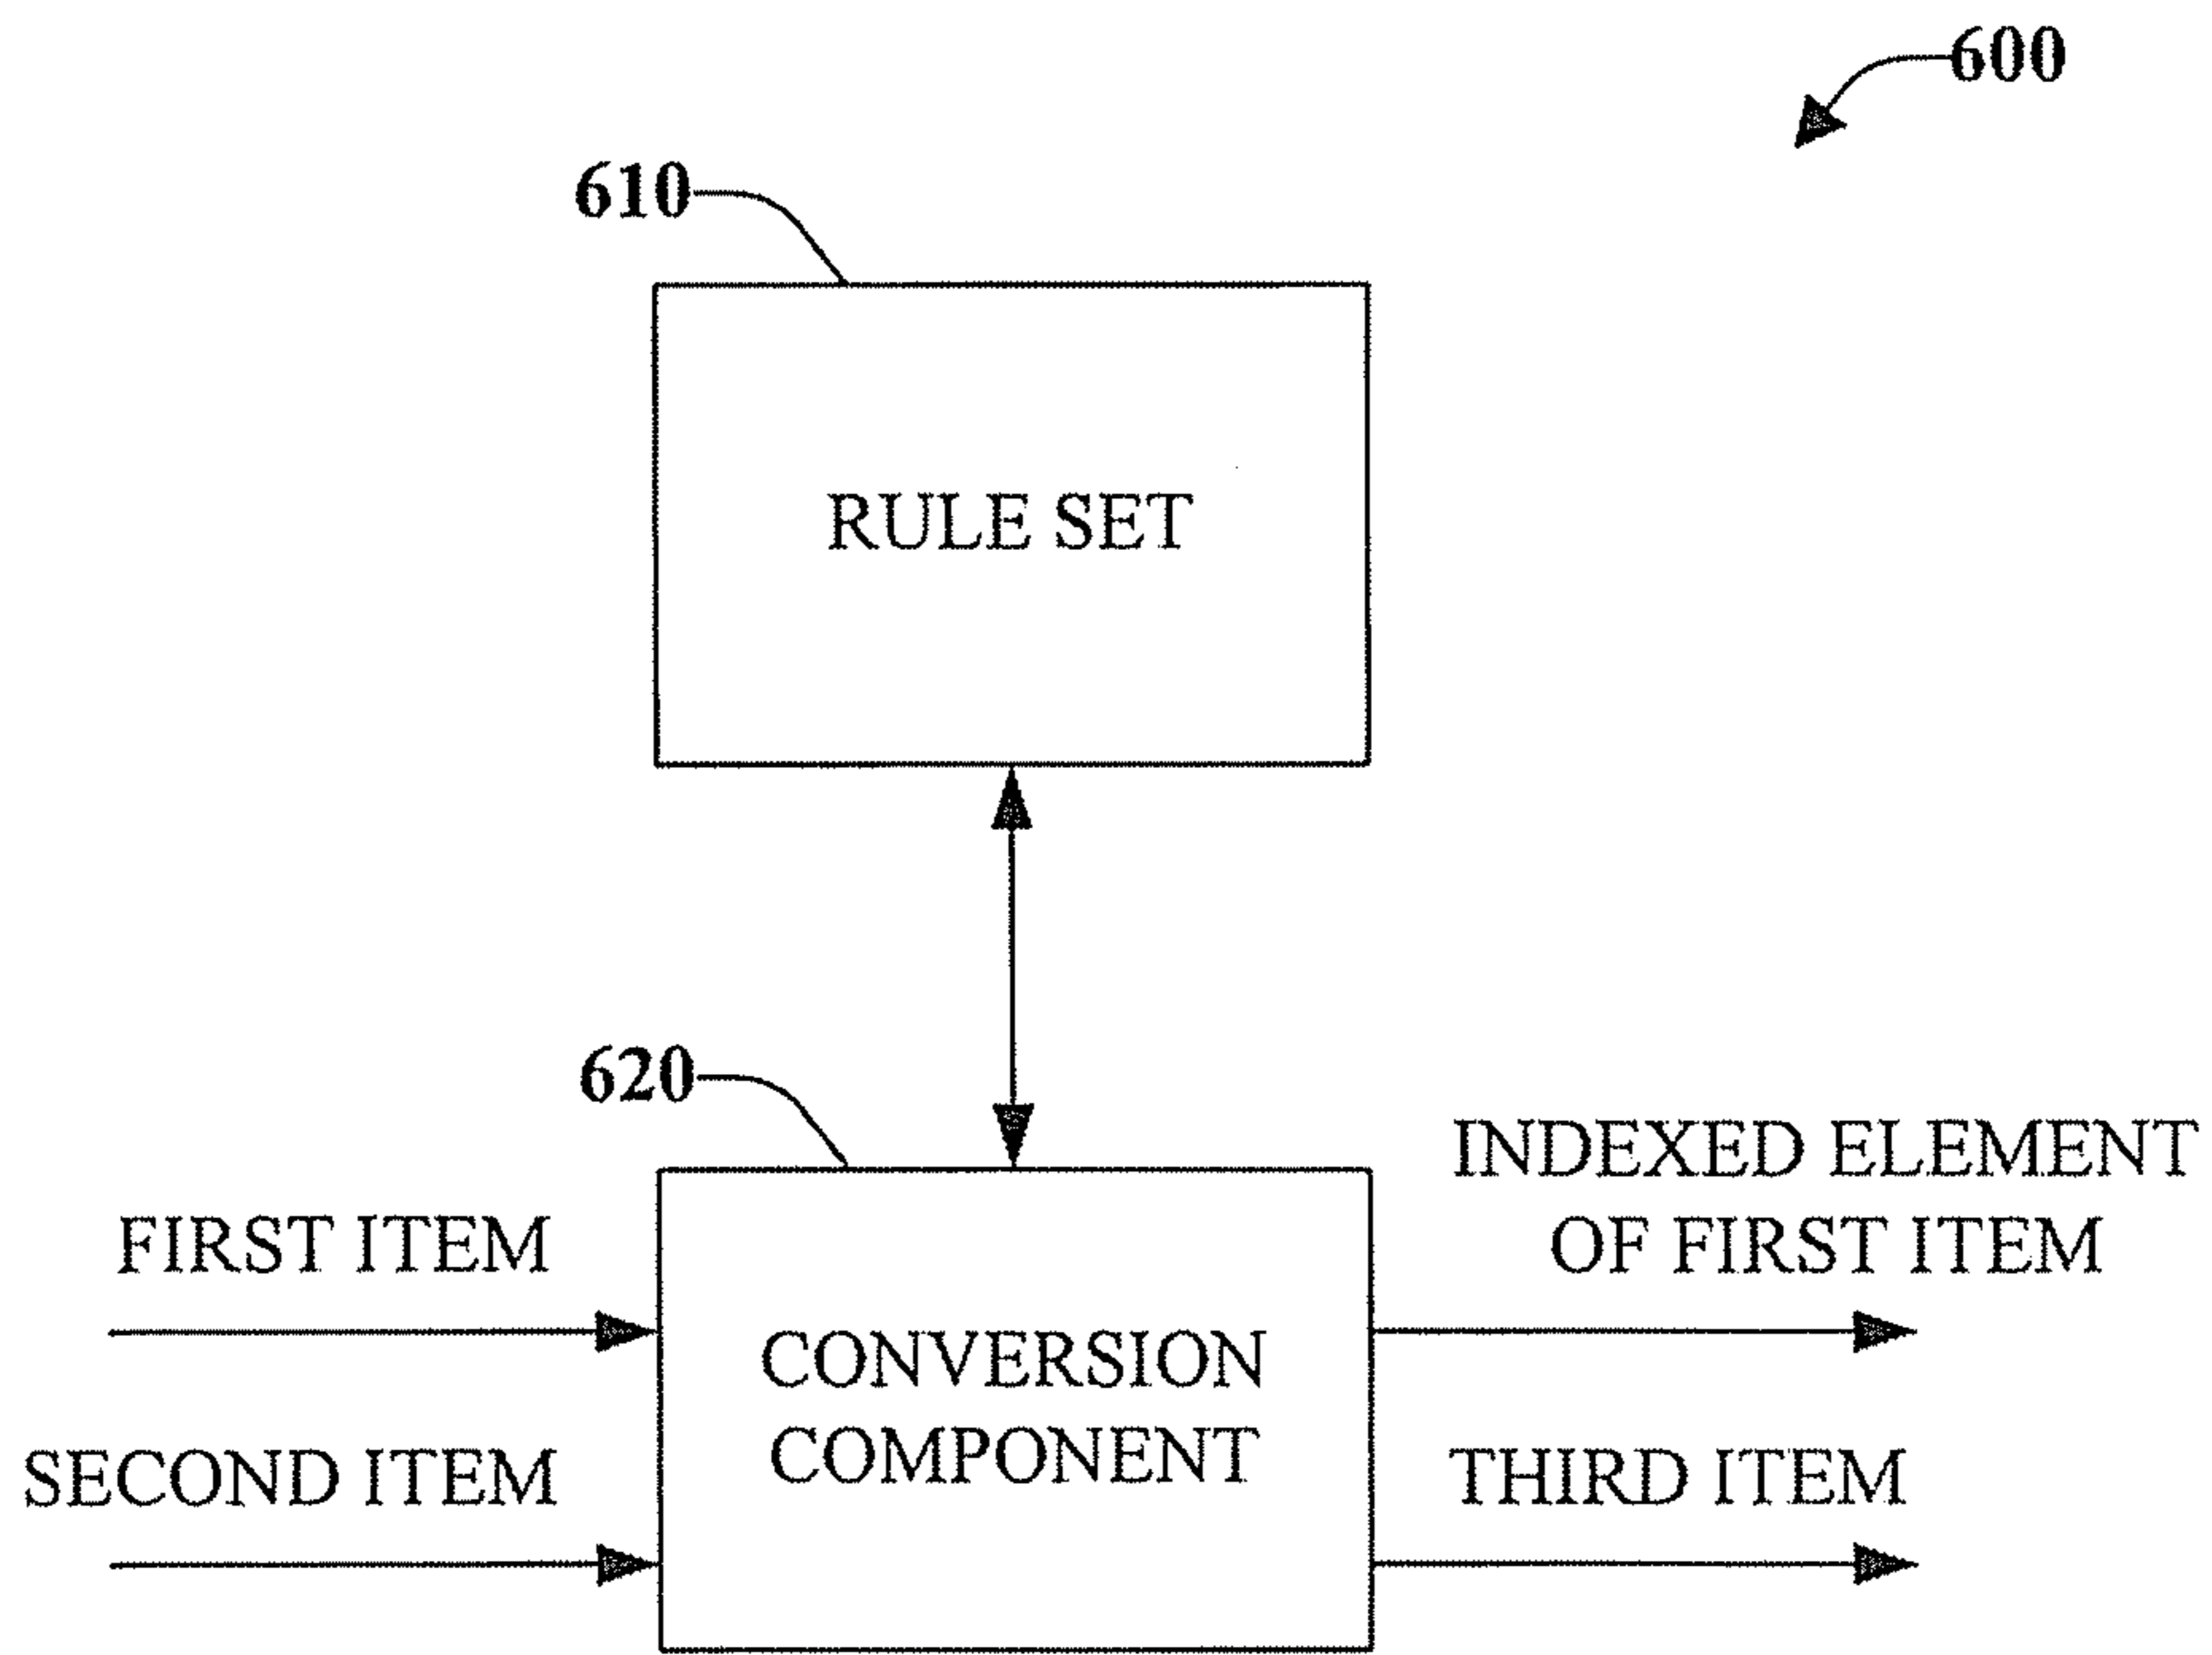 600
610
RULE SET
620
INDEXED ELEMENT
OF FIRST ITEM
FIRST ITEM
CONVERSION
COMPONENT
SECOND ITEM
THIRD ITEM